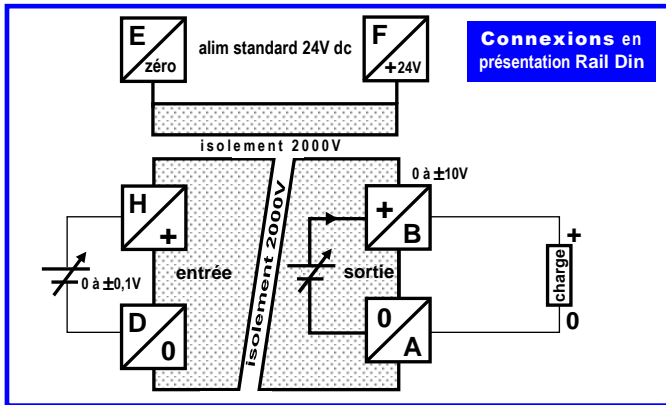 E
zéro
alim standard 24V dc
F
+24V
Connexions en
présentation Rail Din
isolement 2000V
H
+
0 à ±0,1V
D
0
entrée
isolement 2000V
sortie
0 à ±10V
+
B
0
A
+
charge
0